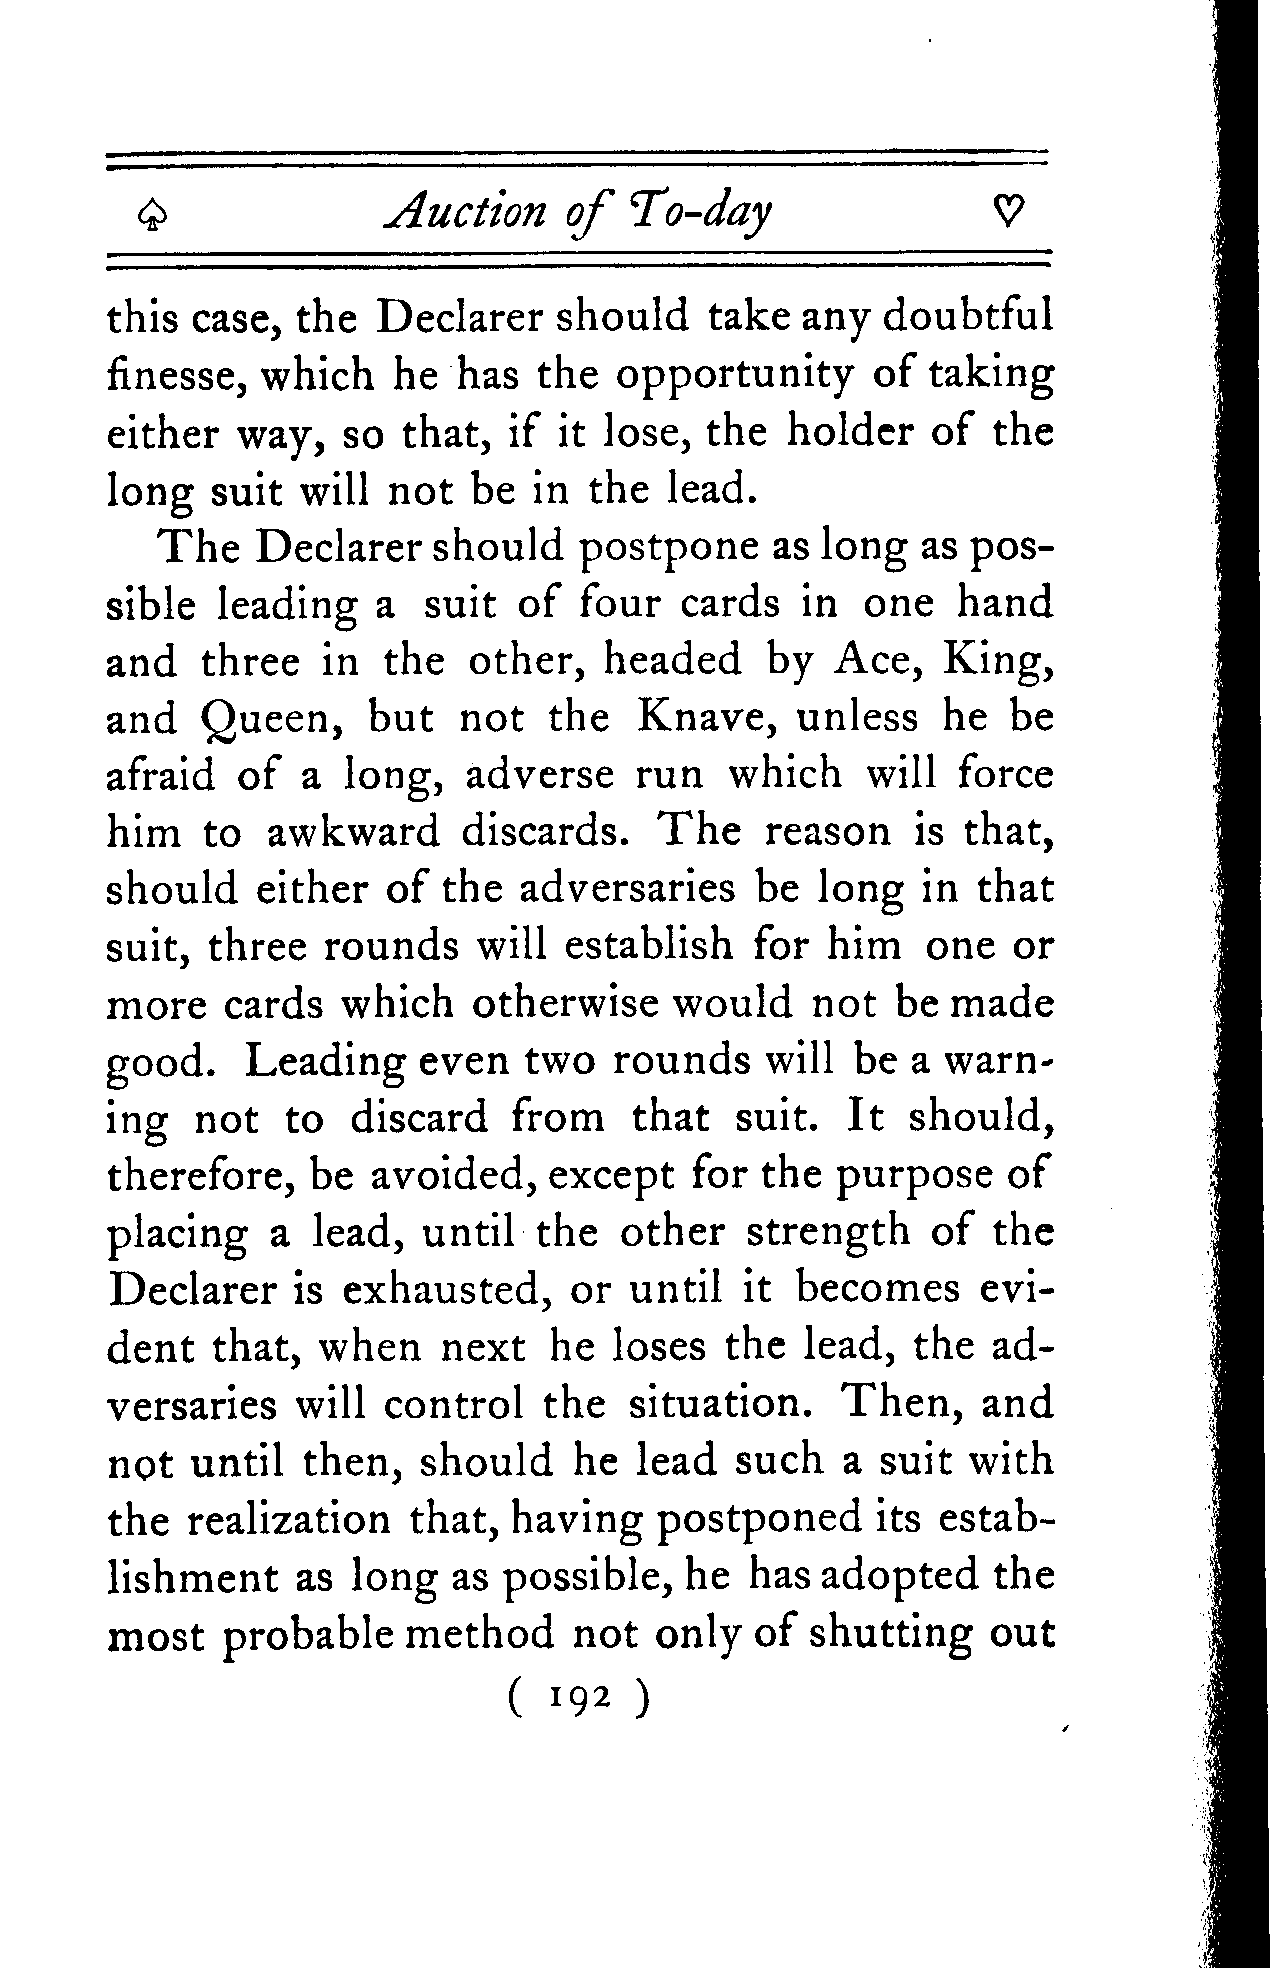 ♤ Auction of To-day ♡
this case, the Declarer should take any doubtful
finesse, which he has the opportunity of taking
either way, so that, if it lose, the holder of the
long suit will not be in the lead.
The Declarer should postpone as long as pos-
sible leading a suit of four cards in one hand
and three in the other, headed by Ace, King,
and Queen, but not the Knave, unless he be
afraid of a long, adverse run which will force
him to awkward discards. The reason is that,
should either of the adversaries be long in that
suit, three rounds will establish for him one or
more cards which otherwise would not be made
good. Leading even two rounds will be a warn-
ing not to discard from that suit. It should,
therefore, be avoided, except for the purpose of
placing a lead, until the other strength of the
Declarer is exhausted, or until it becomes evi-
dent that, when next he loses the lead, the ad-
versaries will control the situation. Then, and
not until then, should he lead such a suit with
the realization that, having postponed its estab-
lishment as long as possible, he has adopted the
most probable method not only of shutting out
( 192 )